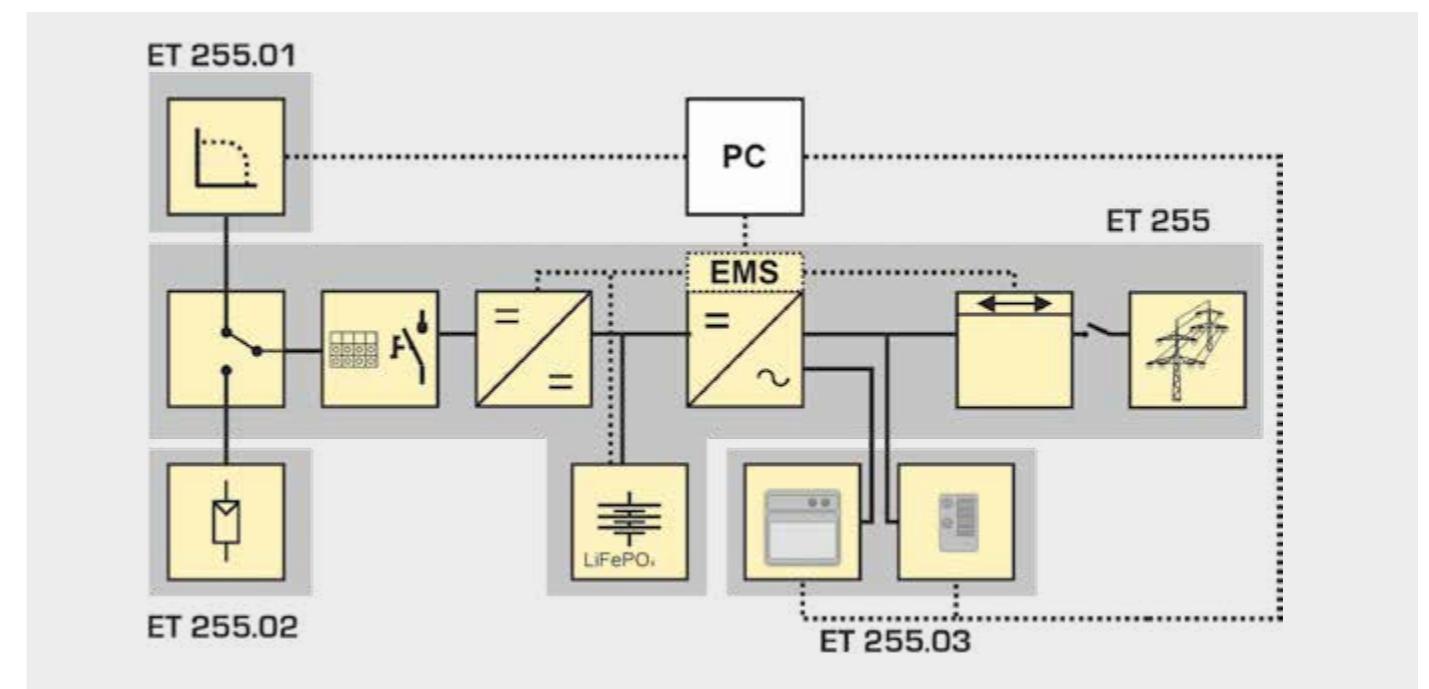 ET 255.01
PC
ET 255
EMS
LiFePO₄
ET 255.02
ET 255.03